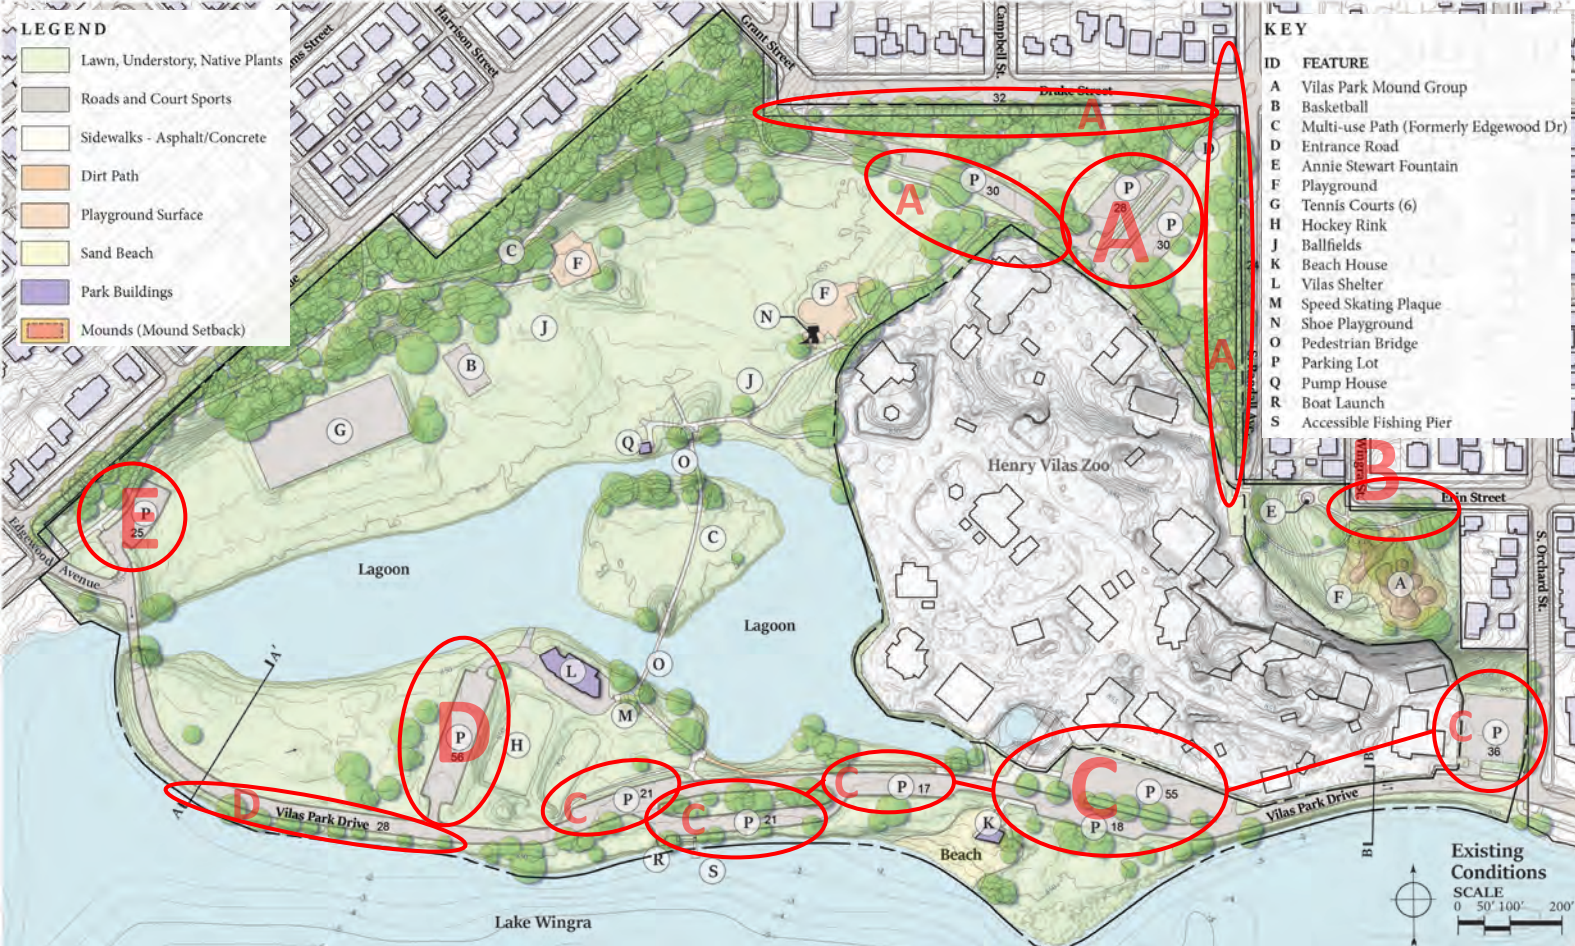 LEGEND
Lawn, Understory, Native Plants
Roads and Court Sports
Sidewalks - Asphalt/Concrete
Dirt Path
Playground Surface
Sand Beach
Park Buildings
Mounds (Mound Setback)
KEY
ID FEATURE
A Vilas Park Mound Group
B Basketball
C Multi-use Path (Formerly Edgewood Dr)
D Entrance Road
E Annie Stewart Fountain
F Playground
G Tennis Courts (6)
H Hockey Rink
J Ballfields
K Beach House
L Vilas Shelter
M Speed Skating Plaque
N Shoe Playground
O Pedestrian Bridge
P Parking Lot
Q Pump House
R Boat Launch
S Accessible Fishing Pier
Harrison Street
Grant Street
Campbell St.
Drake Street
32
A
D
P
30
A
P
28
A
P
30
C
F
F
N
J
A
B
J
G
Q
O
Henry Vilas Zoo
Wingra St.
B
Erin Street
E
S. Orchard St.
E
P
25
Edgewood Avenue
C
Lagoon
F
A
Lagoon
A'
O
L
M
D
P
56
H
C
P
36
B'
C
P
21
C
P
21
C
P
17
C
P
55
P
18
Vilas Park Drive
D
A
Vilas Park Drive 28
K
Beach
B
R
S
Lake Wingra
Existing
Conditions
SCALE
0 50' 100' 200'